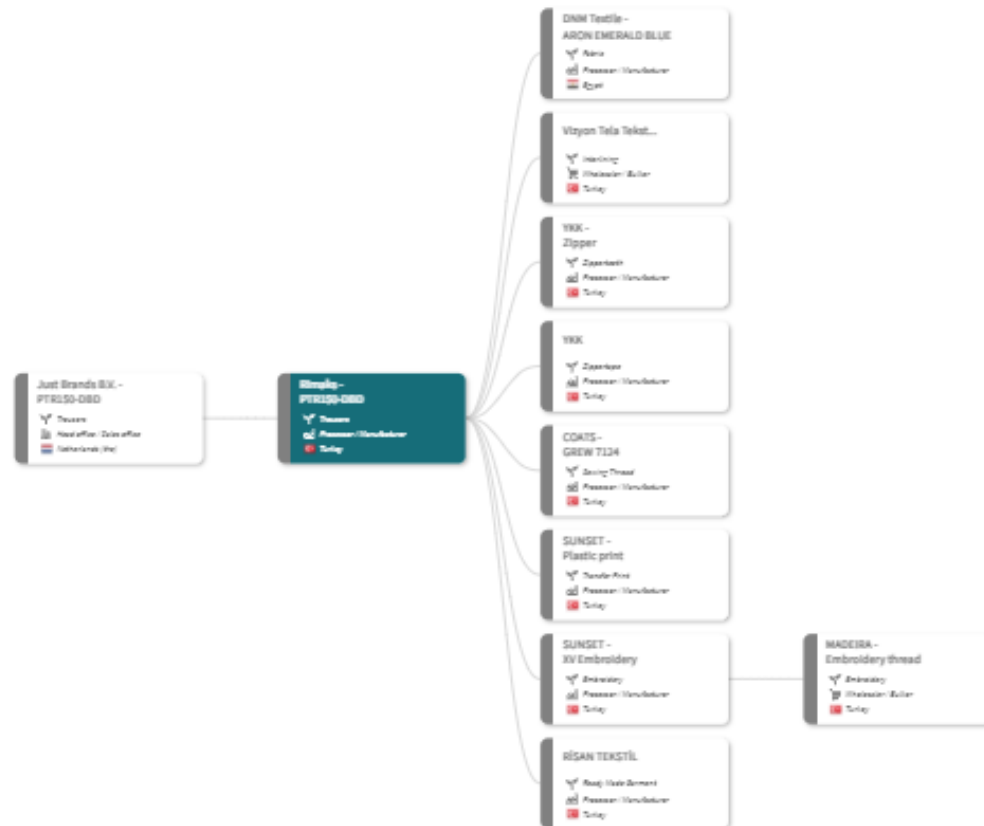 Just Brands B.V. -
PTR150-DBD
Trousers
Head office / Sales office
Netherlands (the)
Rimpks -
PTR150-DBD
Trousers
Processor / Manufacturer
Turkey
DNM Textile -
ARON EMERALD BLUE
Fabric
Processor / Manufacturer
Egypt
Vizyon Tela Tekst...
Interlining
Wholesaler / Bulker
Turkey
YKK -
Zipper
Zipperteeth
Processor / Manufacturer
Turkey
YKK
Zippertape
Processor / Manufacturer
Turkey
COATS -
GREW 7124
Sewing Thread
Processor / Manufacturer
Turkey
SUNSET -
Plastic print
Transfer Print
Processor / Manufacturer
Turkey
SUNSET -
XV Embroidery
Embroidery
Processor / Manufacturer
Turkey
MADEIRA -
Embroidery thread
Embroidery
Wholesaler / Bulker
Turkey
RİSAN TEKSTİL
Ready Made Garment
Processor / Manufacturer
Turkey